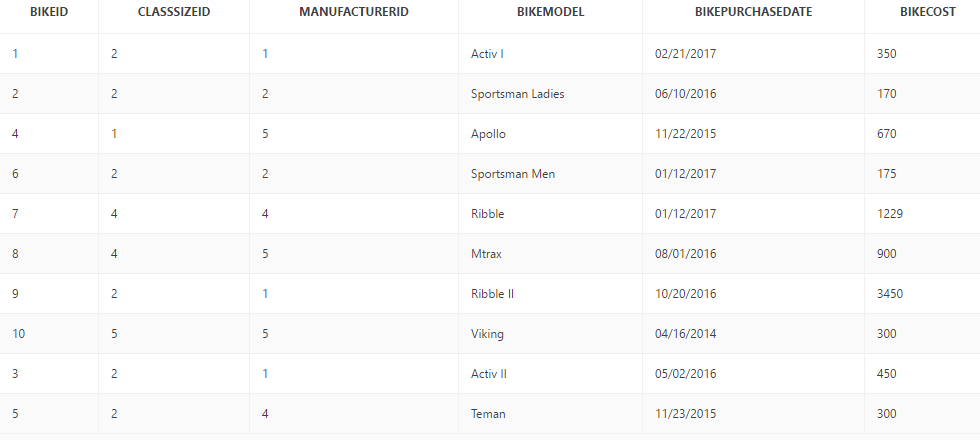 BIKEID CLASSSIZEID MANUFACTURERID BIKEMODEL BIKEPURCHASEDATE BIKECOST
1 2 1 Activ I 02/21/2017 350
2 2 2 Sportsman Ladies 06/10/2016 170
4 1 5 Apollo 11/22/2015 670
6 2 2 Sportsman Men 01/12/2017 175
7 4 4 Ribble 01/12/2017 1229
8 4 5 Mtrax 08/01/2016 900
9 2 1 Ribble II 10/20/2016 3450
10 5 5 Viking 04/16/2014 300
3 2 1 Activ II 05/02/2016 450
5 2 4 Teman 11/23/2015 300